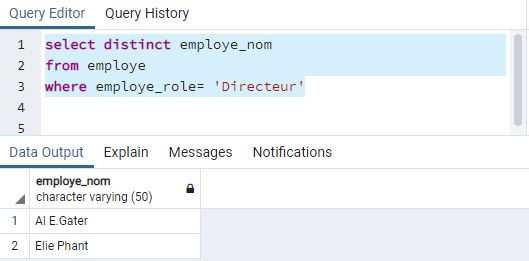 Query Editor Query History
1 select distinct employe_nom
2 from employe
3 where employe_role= 'Directeur'
4
5
Data Output Explain Messages Notifications
employe_nom
character varying (50)
1 Al E.Gater
2 Elie Phant